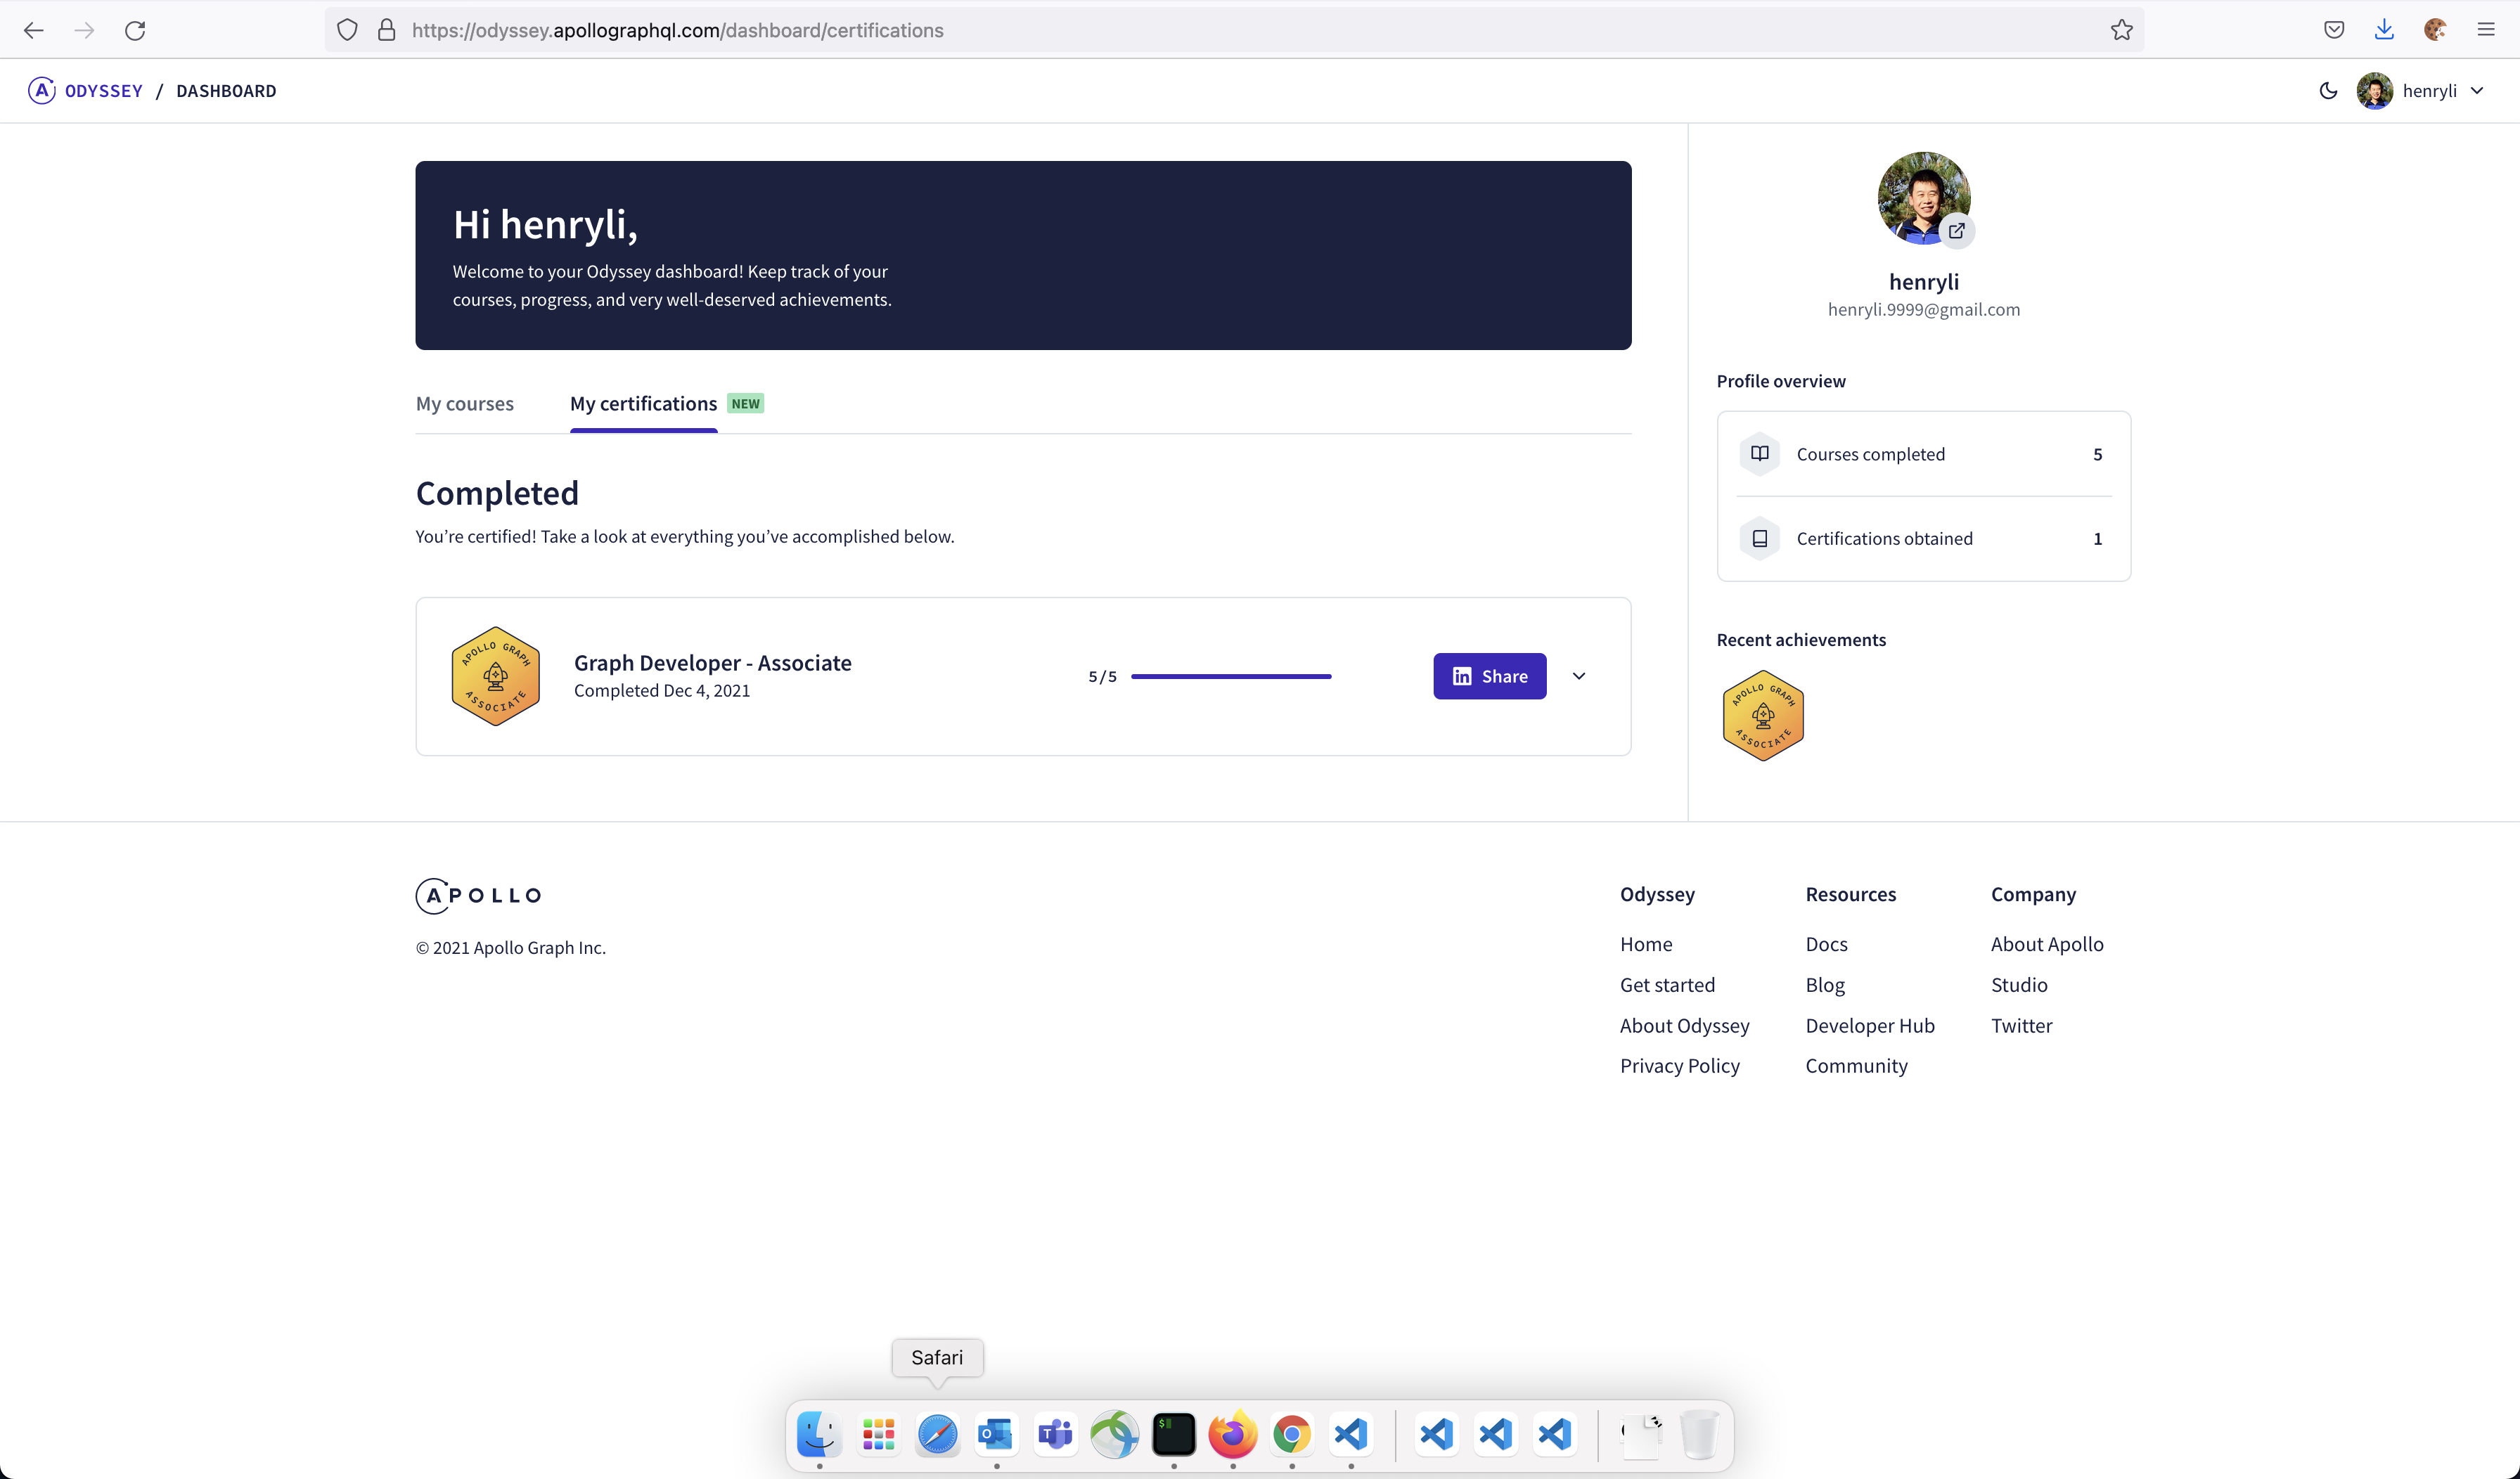 https://odyssey.apollographql.com/dashboard/certifications
ODYSSEY / DASHBOARD
henryli
Hi henryli,
Welcome to your Odyssey dashboard! Keep track of your
courses, progress, and very well-deserved achievements.
My courses
My certifications NEW
Completed
You’re certified! Take a look at everything you’ve accomplished below.
APOLLO GRAPH
ASSOCIATE
Graph Developer - Associate
Completed Dec 4, 2021
5/5
in Share
henryli
henryli.9999@gmail.com
Profile overview
Courses completed 5
Certifications obtained 1
Recent achievements
APOLLO GRAPH
ASSOCIATE
APOLLO
© 2021 Apollo Graph Inc.
Odyssey
Home
Get started
About Odyssey
Privacy Policy
Resources
Docs
Blog
Developer Hub
Community
Company
About Apollo
Studio
Twitter
Safari